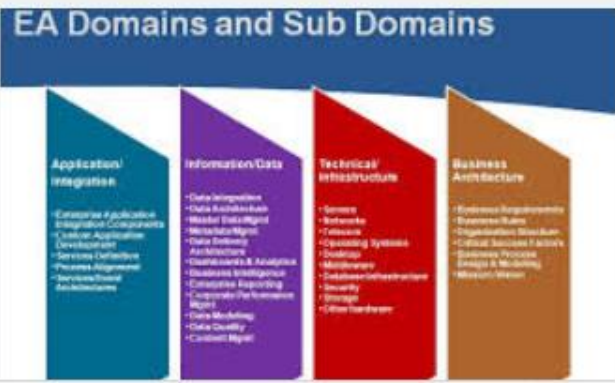 EA Domains and Sub Domains
Application/
Integration
•Enterprise Application
Integration Components
•Custom Application
Development
•Services Definition
•Process Alignment
•Services/Event
Architectures
Information/Data
•Data Integration
•Data Architecture
•Master Data Mgmt
•Metadata Mgmt
•Data Delivery
Architecture
•Dashboards & Analytics
•Business Intelligence
•Enterprise Reporting
•Corporate Performance
Mgmt
•Data Modeling
•Data Quality
•Content Mgmt
Technical/
Infrastructure
•Servers
•Networks
•Telecom
•Operating Systems
•Desktop
•Middleware
•Database Infrastructure
•Security
•Storage
•Other hardware
Business
Architecture
•Business Requirements
•Business Rules
•Organization Structure
•Critical Success Factors
•Business Process
Design & Modeling
•Mission/Vision